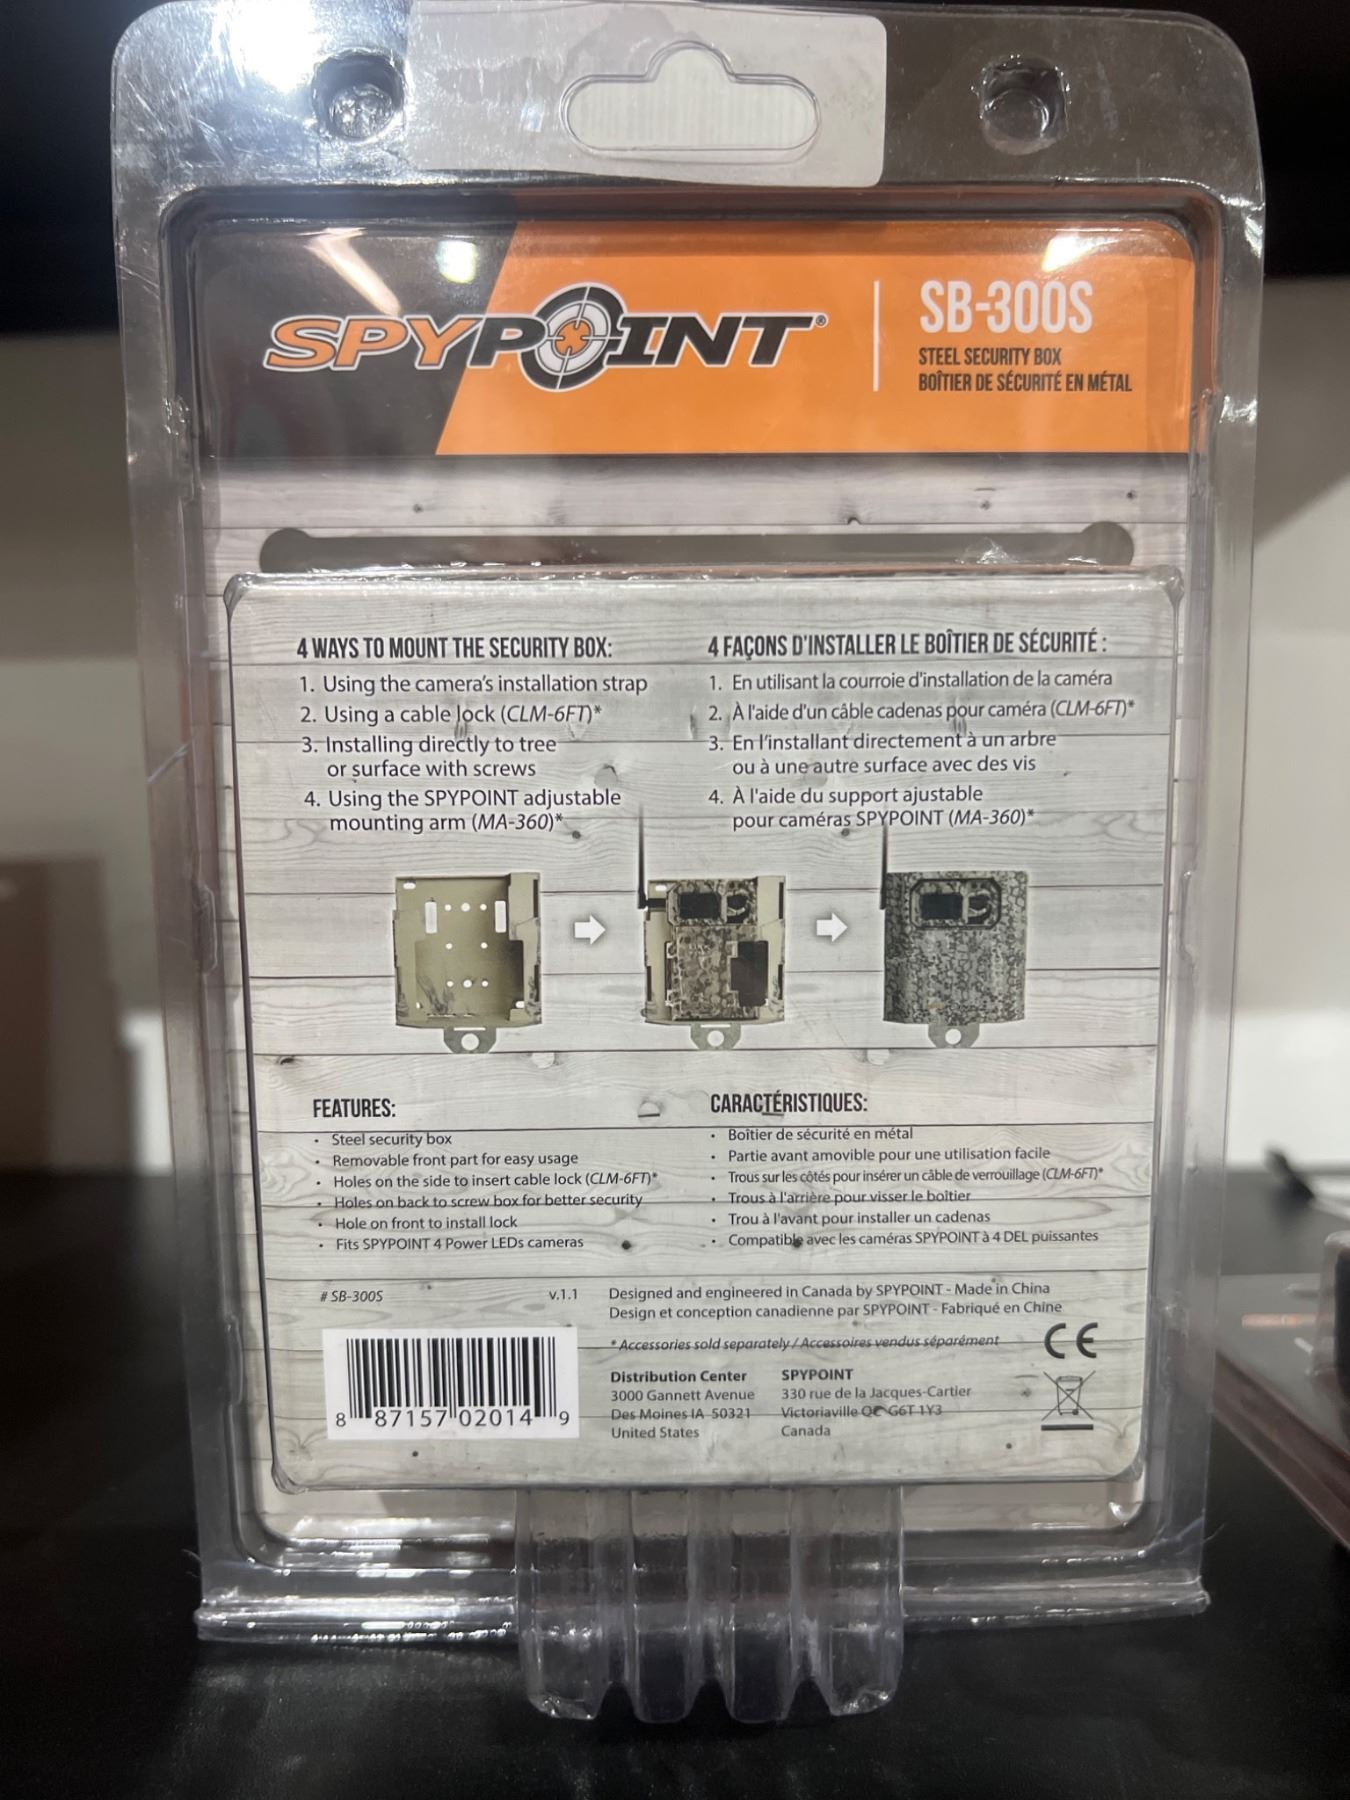 SPYPOINT®
SB-300S
STEEL SECURITY BOX
BOÎTIER DE SÉCURITÉ EN MÉTAL
4 WAYS TO MOUNT THE SECURITY BOX:
1. Using the camera's installation strap
2. Using a cable lock (CLM-6FT)*
3. Installing directly to tree
or surface with screws
4. Using the SPYPOINT adjustable
mounting arm (MA-360)*
4 FAÇONS D'INSTALLER LE BOÎTIER DE SÉCURITÉ :
1. En utilisant la courroie d'installation de la caméra
2. À l'aide d'un câble cadenas pour caméra (CLM-6FT)*
3. En l'installant directement à un arbre
ou à une autre surface avec des vis
4. À l'aide du support ajustable
pour caméras SPYPOINT (MA-360)*
FEATURES:
• Steel security box
• Removable front part for easy usage
• Holes on the side to insert cable lock (CLM-6FT)*
• Holes on back to screw box for better security
• Hole on front to install lock
• Fits SPYPOINT 4 Power LEDs cameras
CARACTÉRISTIQUES:
• Boîtier de sécurité en métal
• Partie avant amovible pour une utilisation facile
• Trous sur les côtés pour insérer un câble de verrouillage (CLM-6FT)*
• Trous à l'arrière pour visser le boîtier
• Trou à l'avant pour installer un cadenas
• Compatible avec les caméras SPYPOINT à 4 DEL puissantes
# SB-300S
v.1.1
Designed and engineered in Canada by SPYPOINT - Made in China
Design et conception canadienne par SPYPOINT - Fabriqué en Chine
* Accessories sold separately / Accessoires vendus séparément
CE
8 87157 02014 9
Distribution Center
3000 Gannett Avenue
Des Moines IA 50321
United States
SPYPOINT
330 rue de la Jacques-Cartier
Victoriaville QC G6T 1Y3
Canada